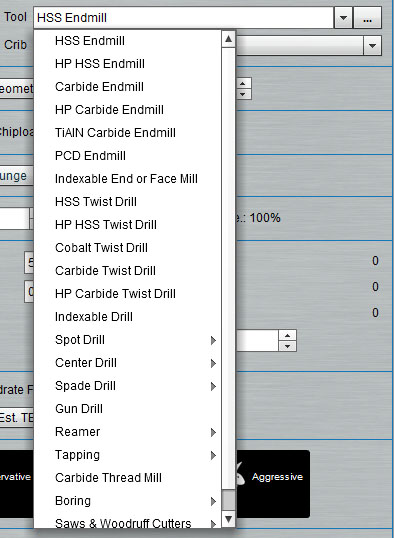 Tool HSS Endmill ...
Crib
HSS Endmill
HP HSS Endmill
Carbide Endmill
HP Carbide Endmill
TiAlN Carbide Endmill
PCD Endmill
Indexable End or Face Mill
HSS Twist Drill
HP HSS Twist Drill
Cobalt Twist Drill
Carbide Twist Drill
HP Carbide Twist Drill
Indexable Drill
Spot Drill
Center Drill
Spade Drill
Gun Drill
Reamer
Tapping
Carbide Thread Mill
Boring
Saws & Woodruff Cutters
eomet
Chiploa
unge
e.: 100%
5 0
0 0
0
drate F
Est. TE
rvative Aggressive